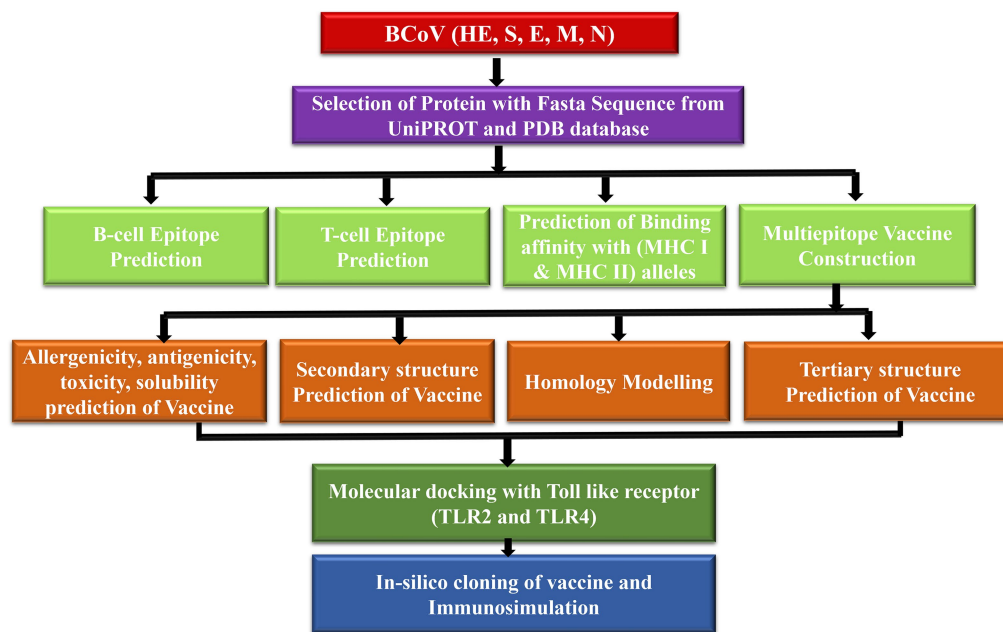 BCoV (HE, S, E, M, N)
Selection of Protein with Fasta Sequence from
UniPROT and PDB database
B-cell Epitope
Prediction
T-cell Epitope
Prediction
Prediction of Binding
affinity with (MHC I
& MHC II) alleles
Multiepitope Vaccine
Construction
Allergenicity, antigenicity,
toxicity, solubility
prediction of Vaccine
Secondary structure
Prediction of Vaccine
Homology Modelling
Tertiary structure
Prediction of Vaccine
Molecular docking with Toll like receptor
(TLR2 and TLR4)
In-silico cloning of vaccine and
Immunosimulation